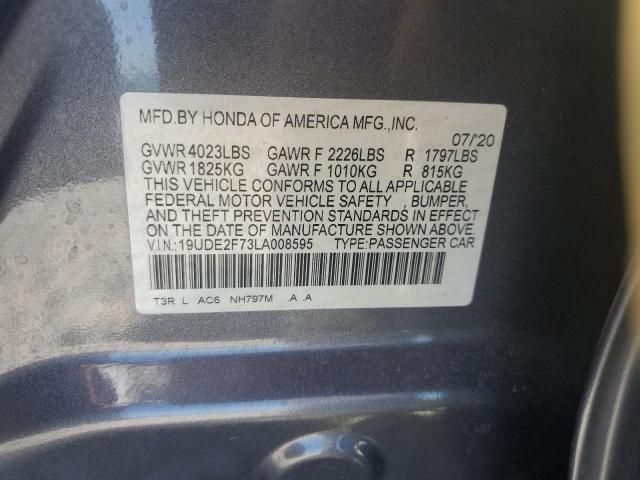 MFD.BY HONDA OF AMERICA MFG.,INC.
07/'20
GVWR 4023LBS GAWR F 2226LBS R 1797LBS
GVWR 1825KG GAWR F 1010KG R 815KG
THIS VEHICLE CONFORMS TO ALL APPLICABLE
FEDERAL MOTOR VEHICLE SAFETY , BUMPER,
AND THEFT PREVENTION STANDARDS IN EFFECT
ON THE DATE OF MANUFACTURE SHOWN ABOVE.
V.I.N.:19UDE2F73LA008595 TYPE:PASSENGER CAR
T3R L AC6 NH797M .A .A